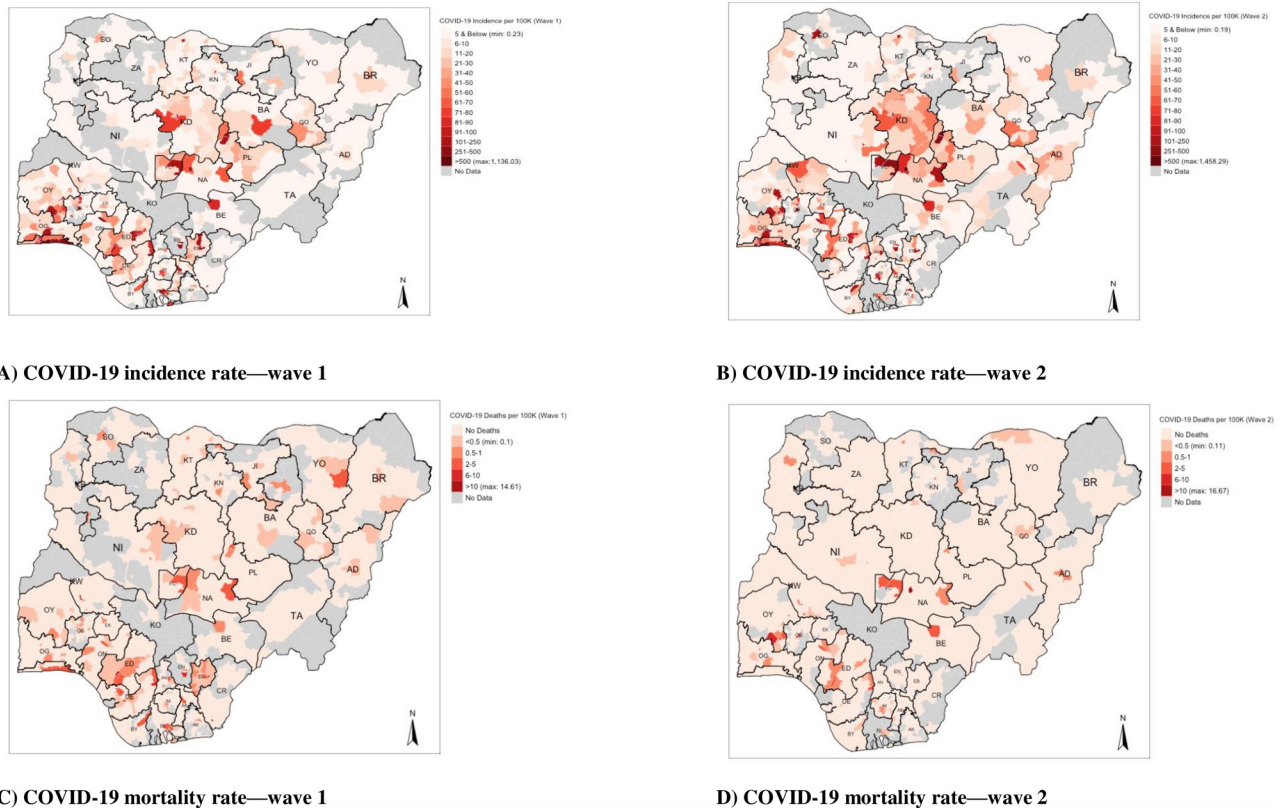 COVID-19 Incidence per 100K (Wave 1)
5 & Below (min: 0.23)
6-10
11-20
21-30
31-40
41-50
51-60
61-70
71-80
81-90
91-100
101-250
251-500
>500 (max:1,136.03)
No Data
SO
ZA
KT
KN
JI
YO
BR
KD
BA
GO
NI
PL
AD
NA
KW
OY
KO
TA
BE
OG
ON
ED
DE
CR
BY
N
A) COVID-19 incidence rate—wave 1
COVID-19 Incidence per 100K (Wave 2)
5 & Below (min: 0.19)
6-10
11-20
21-30
31-40
41-50
51-60
61-70
71-80
81-90
91-100
101-250
251-500
>500 (max:1,458.29)
No Data
SO
ZA
KT
KN
JI
YO
BR
KD
BA
GO
NI
PL
AD
NA
KW
OY
KO
TA
BE
OG
ON
ED
DE
CR
BY
N
B) COVID-19 incidence rate—wave 2
COVID-19 Deaths per 100K (Wave 1)
No Deaths
<0.5 (min: 0.1)
0.5-1
2-5
6-10
>10 (max: 14.61)
No Data
SO
ZA
KT
KN
JI
YO
BR
KD
BA
GO
NI
PL
AD
NA
KW
OY
KO
TA
BE
OG
ON
ED
DE
CR
BY
N
C) COVID-19 mortality rate—wave 1
COVID-19 Deaths per 100K (Wave 2)
No Deaths
<0.5 (min: 0.11)
0.5-1
2-5
6-10
>10 (max: 16.67)
No Data
SO
ZA
KT
KN
JI
YO
BR
KD
BA
GO
NI
PL
AD
NA
KW
OY
KO
TA
BE
OG
ON
ED
EN
EB
DE
CR
BY
N
D) COVID-19 mortality rate—wave 2